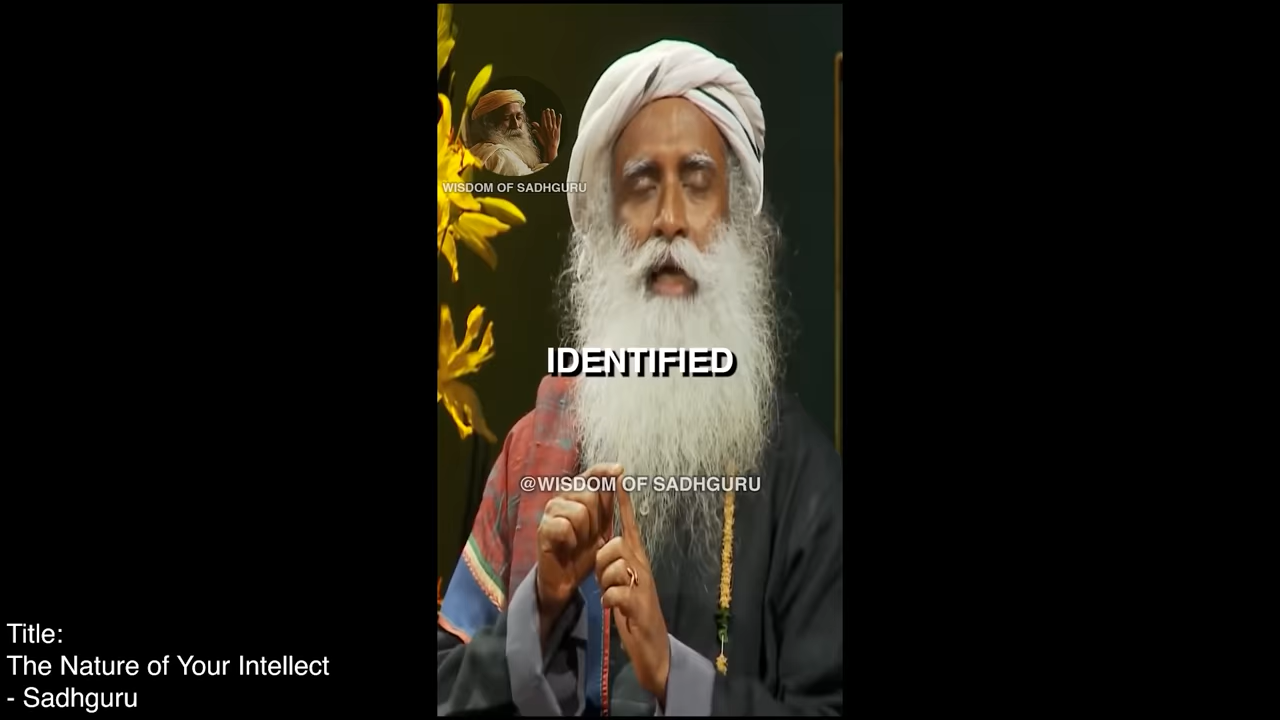 WISDOM OF SADHGURU
IDENTIFIED
@WISDOM OF SADHGURU
Title:
The Nature of Your Intellect
- Sadhguru